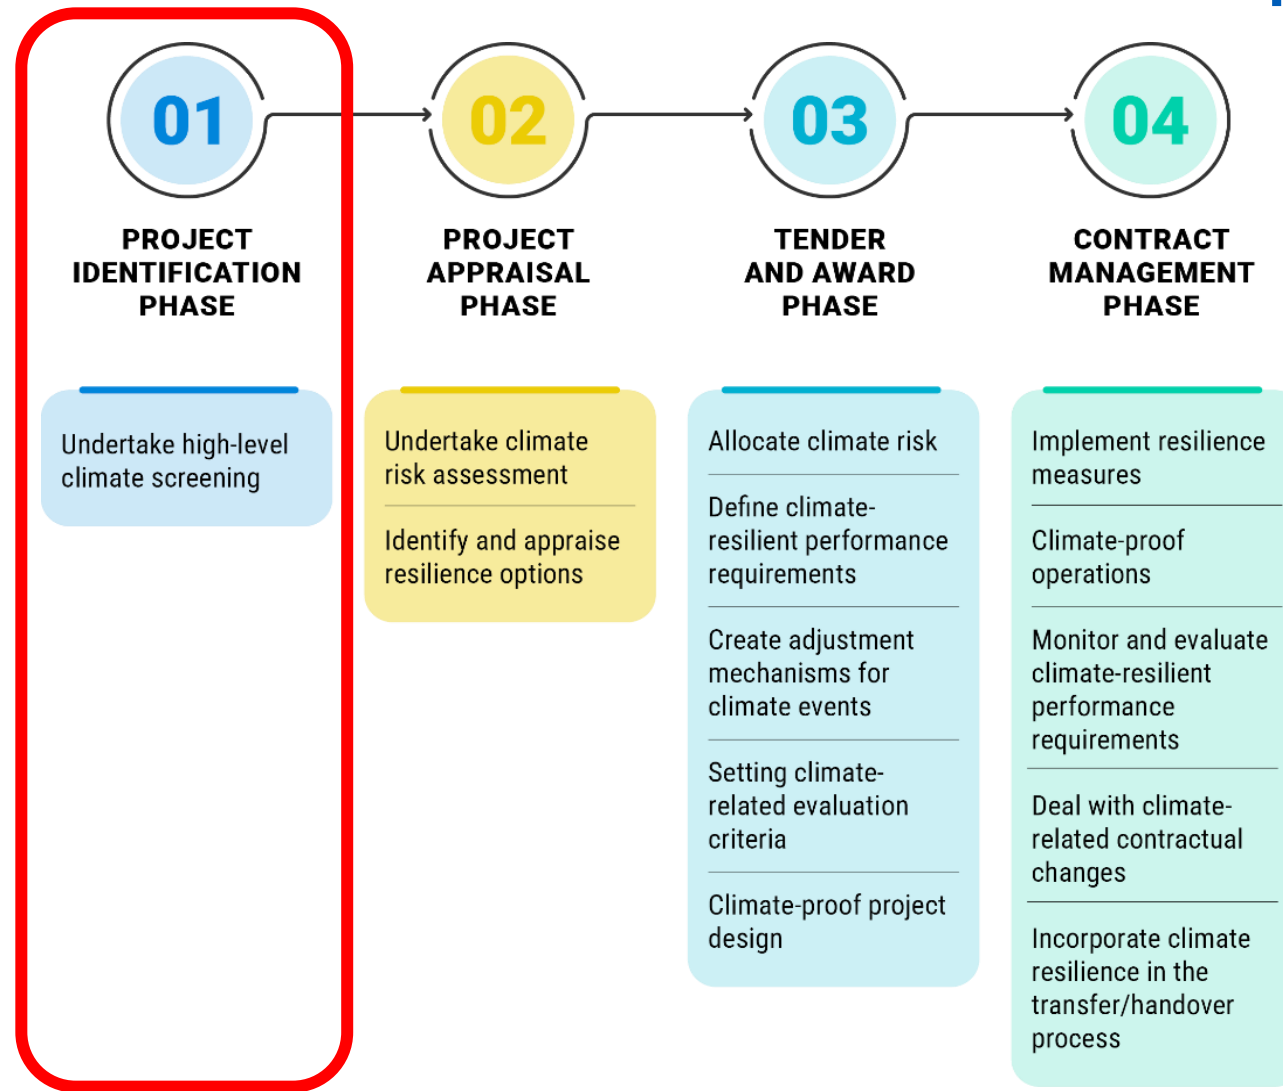 01
PROJECT
IDENTIFICATION
PHASE
Undertake high-level
climate screening
02
PROJECT
APPRAISAL
PHASE
Undertake climate
risk assessment
Identify and appraise
resilience options
03
TENDER
AND AWARD
PHASE
Allocate climate risk
Define climate-
resilient performance
requirements
Create adjustment
mechanisms for
climate events
Setting climate-
related evaluation
criteria
Climate-proof project
design
04
CONTRACT
MANAGEMENT
PHASE
Implement resilience
measures
Climate-proof
operations
Monitor and evaluate
climate-resilient
performance
requirements
Deal with climate-
related contractual
changes
Incorporate climate
resilience in the
transfer/handover
process